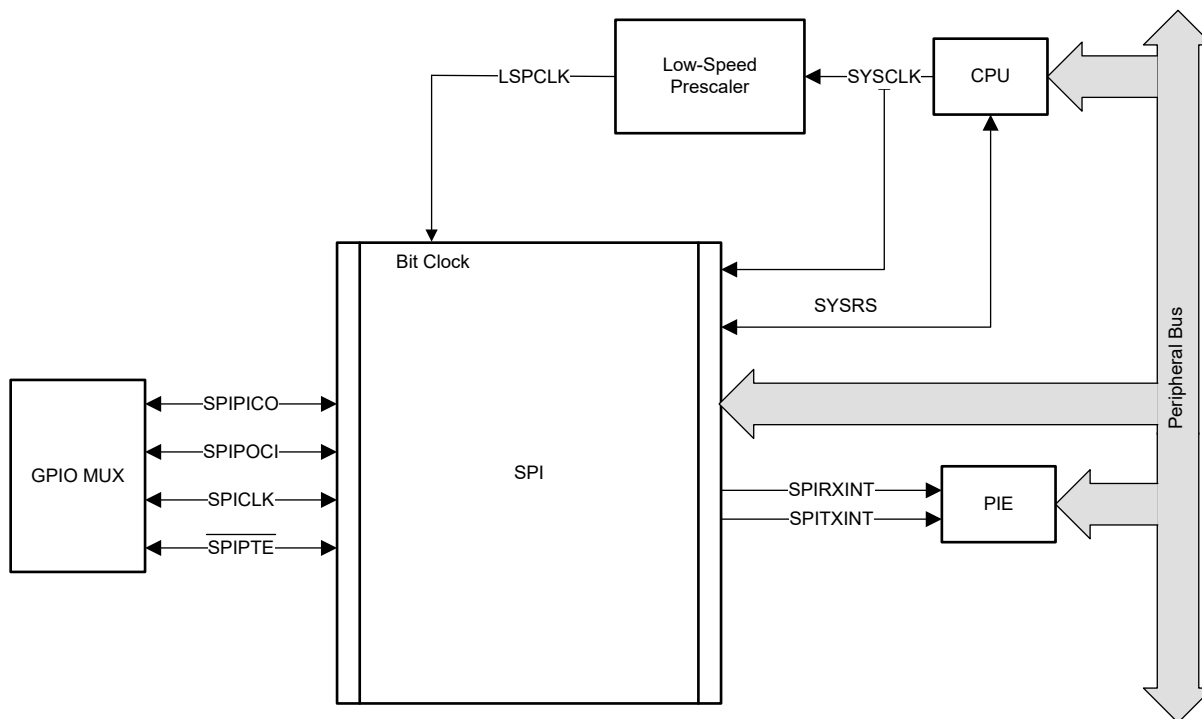 LSPCLK
Low-Speed
Prescaler
SYSCLK
CPU
Bit Clock
SYSRS
Peripheral Bus
GPIO MUX
SPIPICO
SPIPOCI
SPICLK
SPIPTE
SPI
SPIRXINT
SPITXINT
PIE